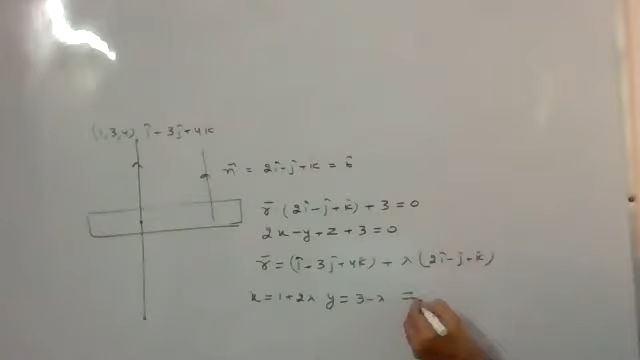 (1,3,4) î - 3ĵ + 4k
n̄ = 2î - ĵ + k = b̄
r̄ (2î - ĵ + k̂) + 3 = 0
2x - y + z + 3 = 0
r̄ = (î + 3ĵ + 4k̂) + λ (2î - ĵ + k̂)
x = 1 + 2λ y = 3 - λ =